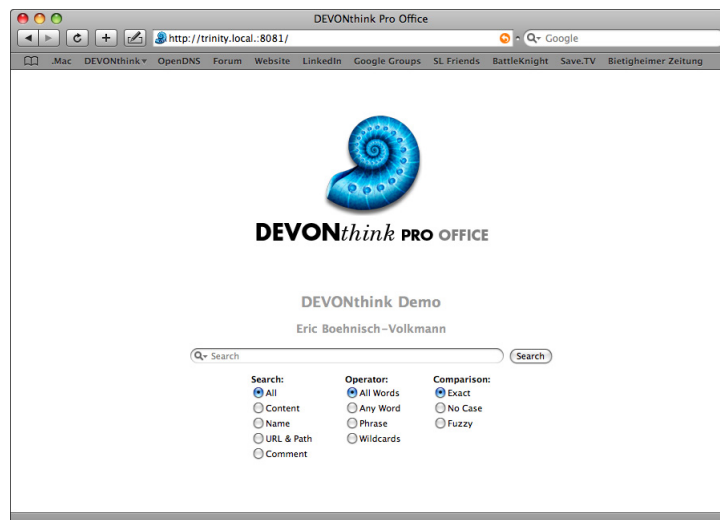 DEVONthink Pro Office
http://trinity.local.:8081/
Google
.Mac DEVONthink OpenDNS Forum Website LinkedIn Google Groups SL Friends BattleKnight Save.TV Bietigheimer Zeitung
DEVONthink PRO OFFICE
DEVONthink Demo
Eric Boehnisch-Volkmann
Search Search
Search: Operator: Comparison:
All All Words Exact
Content Any Word No Case
Name Phrase Fuzzy
URL & Path Wildcards
Comment